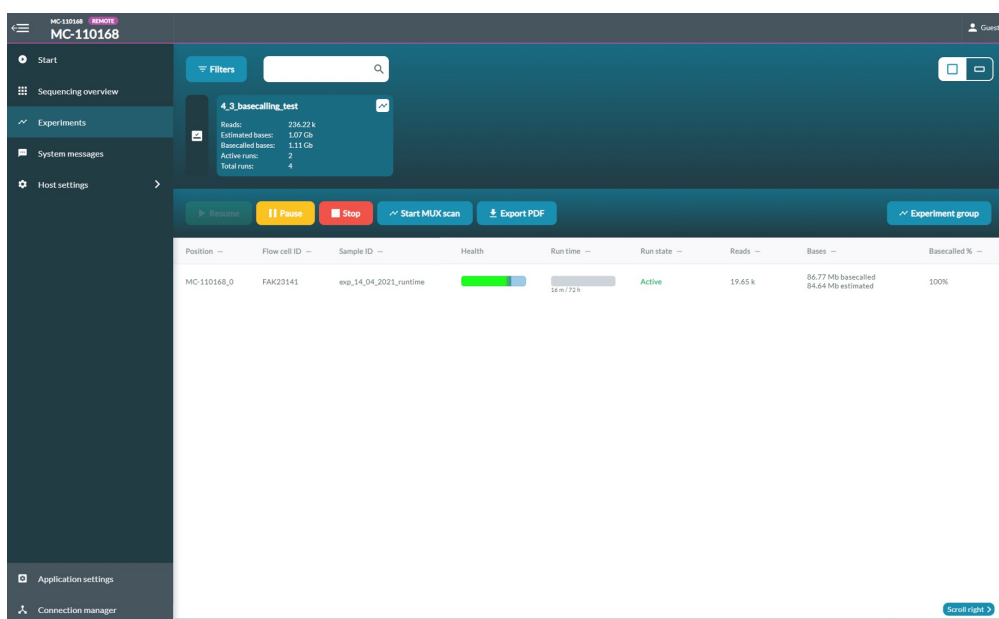 MC-110168 REMOTE
MC-110168
Guest
Start
Sequencing overview
Experiments
System messages
Host settings
Application settings
Connection manager
Filters
4_3_basecalling_test
Reads: 236.22 k
Estimated bases: 1.07 Gb
Basecalled bases: 1.11 Gb
Active runs: 2
Total runs: 4
Resume Pause Stop Start MUX scan Export PDF Experiment group
Position Flow cell ID Sample ID Health Run time Run state Reads Bases Basecalled %
MC-110168_0 FAK23141 exp_14_04_2021_runtime 16 m / 72 h Active 19.65 k 86.77 Mb basecalled 100%
84.64 Mb estimated
Scroll right